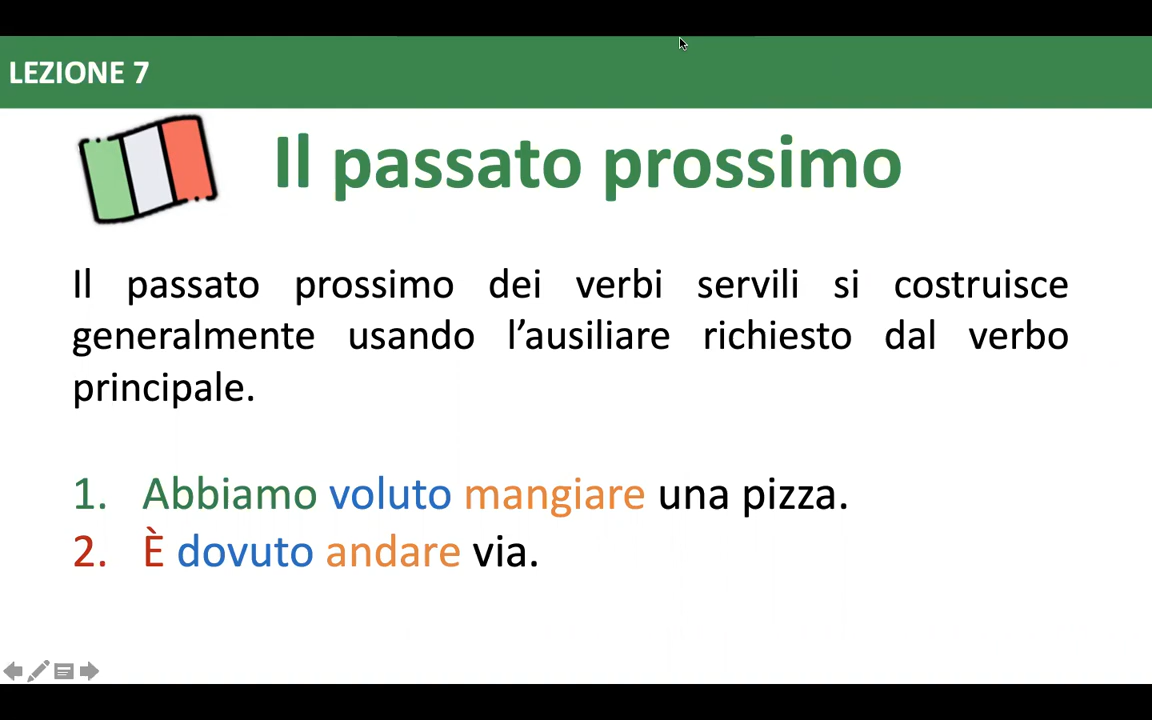 LEZIONE 7
Il passato prossimo
Il passato prossimo dei verbi servili si costruisce
generalmente usando l’ausiliare richiesto dal verbo
principale.
1. Abbiamo voluto mangiare una pizza.
2. È dovuto andare via.